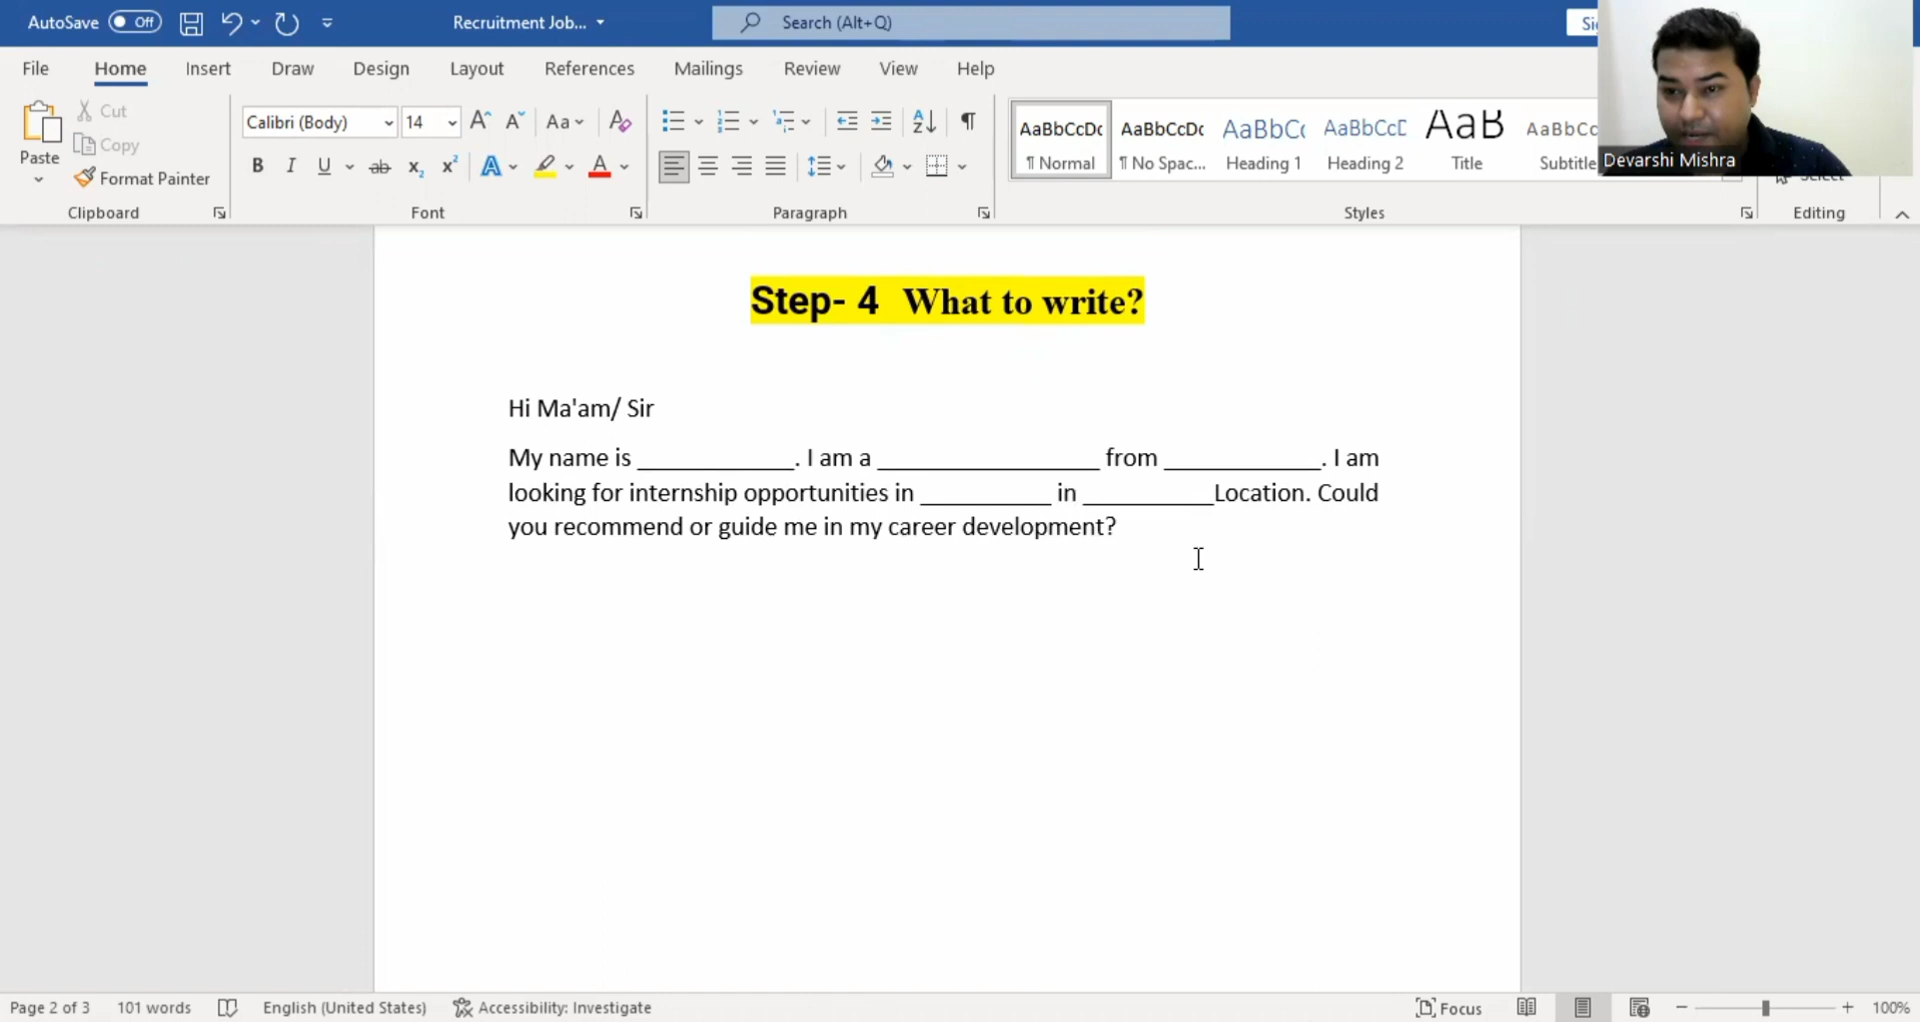 AutoSave Off Recruitment Job... Search (Alt+Q)
File Home Insert Draw Design Layout References Mailings Review View Help
Paste
Cut
Copy
Format Painter
Clipboard
Calibri (Body) 14
Font
Paragraph
AaBbCcDc AaBbCcDc AaBbCc AaBbCcD AaB AaBbCc
¶ Normal ¶ No Spac... Heading 1 Heading 2 Title Subtitle
Styles
Devarshi Mishra
Select
Editing
Step- 4 What to write?
Hi Ma'am/ Sir
My name is ____________. I am a _________________ from ____________. I am
looking for internship opportunities in __________ in __________Location. Could
you recommend or guide me in my career development?
Page 2 of 3 101 words English (United States) Accessibility: Investigate Focus 100%